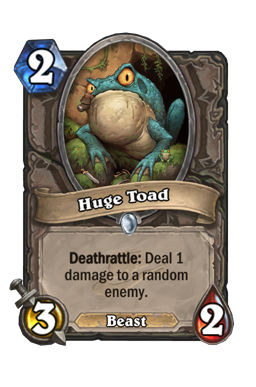 2
Huge Toad
Deathrattle: Deal 1
damage to a random
enemy.
3
Beast
2